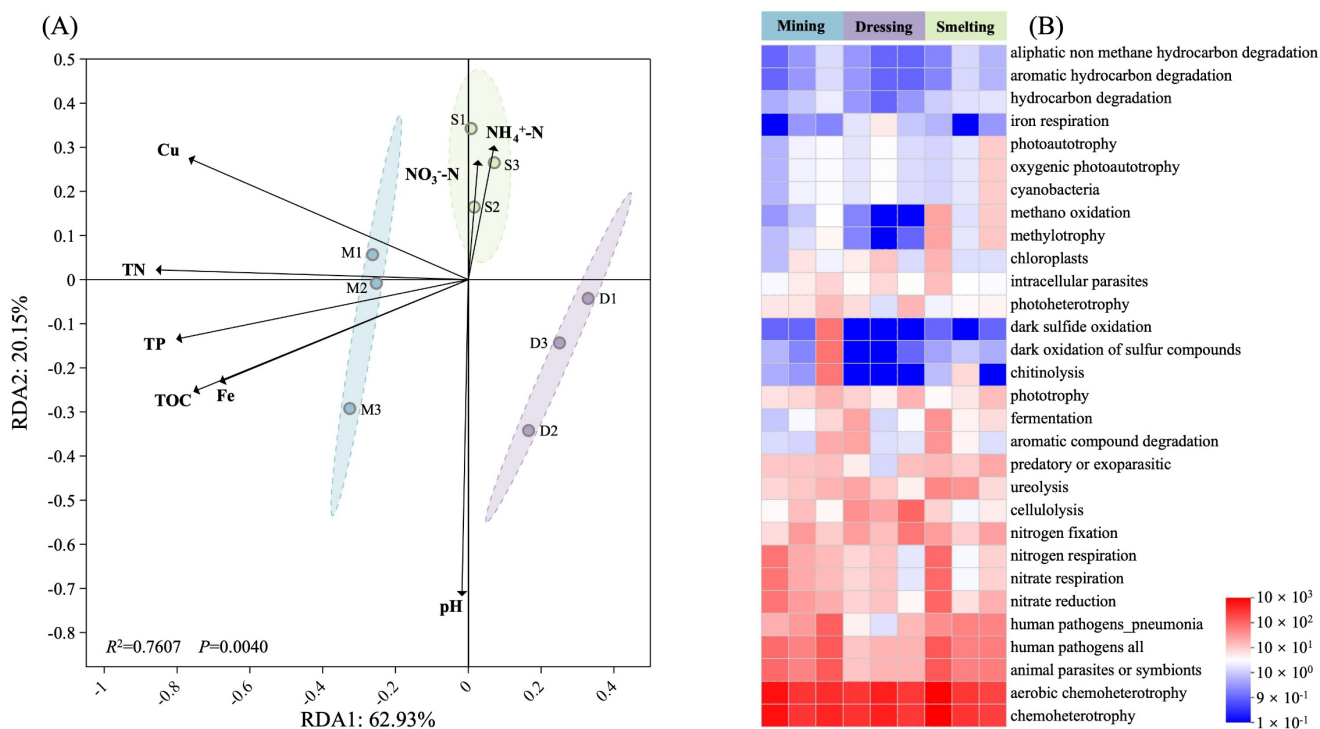 (A)
0.5
0.4
0.3
0.2
0.1
0
-0.1
-0.2
-0.3
-0.4
-0.5
-0.6
-0.7
-0.8
RDA2: 20.15%
Cu
TN
TP
TOC
Fe
NO₃⁻-N
NH₄⁺-N
pH
S1
S3
S2
M1
M2
M3
D1
D3
D2
R²=0.7607 P=0.0040
-1
-0.8
-0.6
-0.4
-0.2
0
0.2
0.4
RDA1: 62.93%
(B)
Mining Dressing Smelting
aliphatic non methane hydrocarbon degradation
aromatic hydrocarbon degradation
hydrocarbon degradation
iron respiration
photoautotrophy
oxygenic photoautotrophy
cyanobacteria
methano oxidation
methylotrophy
chloroplasts
intracellular parasites
photoheterotrophy
dark sulfide oxidation
dark oxidation of sulfur compounds
chitinolysis
phototrophy
fermentation
aromatic compound degradation
predatory or exoparasitic
ureolysis
cellulolysis
nitrogen fixation
nitrogen respiration
nitrate respiration
nitrate reduction
human pathogens_pneumonia
human pathogens all
animal parasites or symbionts
aerobic chemoheterotrophy
chemoheterotrophy
10 × 10³
10 × 10²
10 × 10¹
10 × 10⁰
9 × 10⁻¹
1 × 10⁻¹